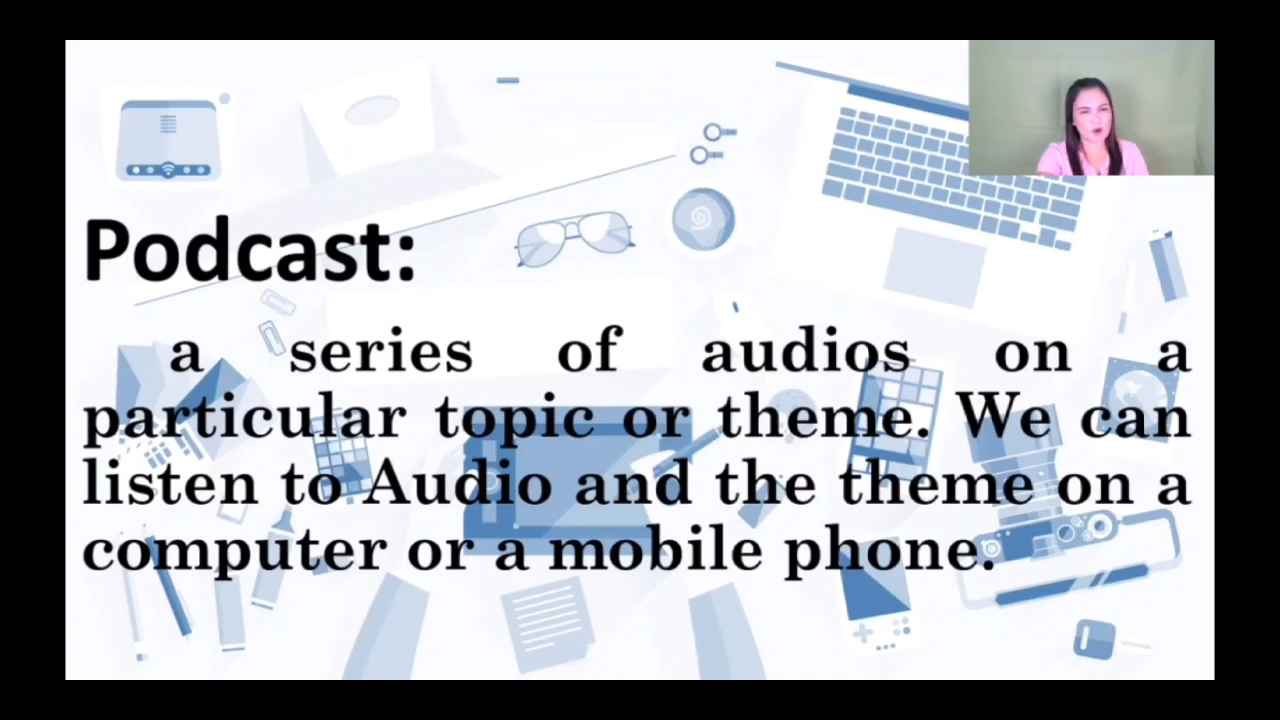 Podcast:
a series of audios on a
particular topic or theme. We can
listen to Audio and the theme on a
computer or a mobile phone.